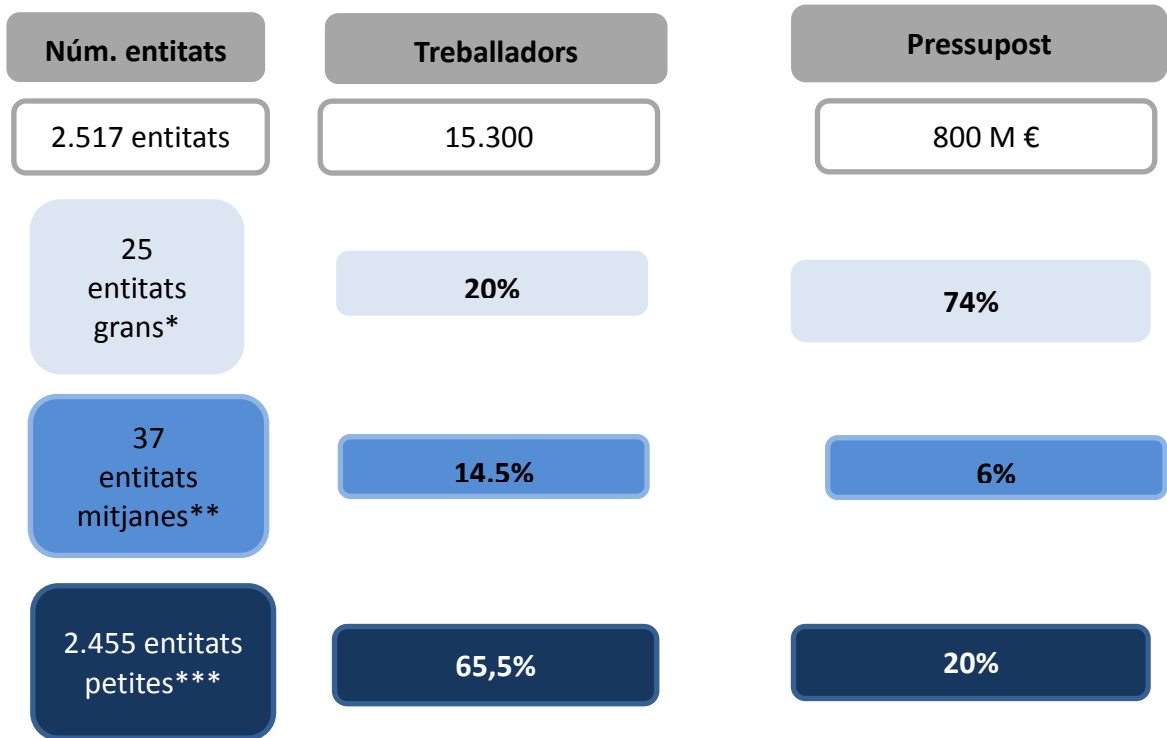 Núm. entitats
Treballadors
Pressupost
2.517 entitats
15.300
800 M €
25
entitats
grans*
20%
74%
37
entitats
mitjanes**
14.5%
6%
2.455 entitats
petites***
65,5%
20%